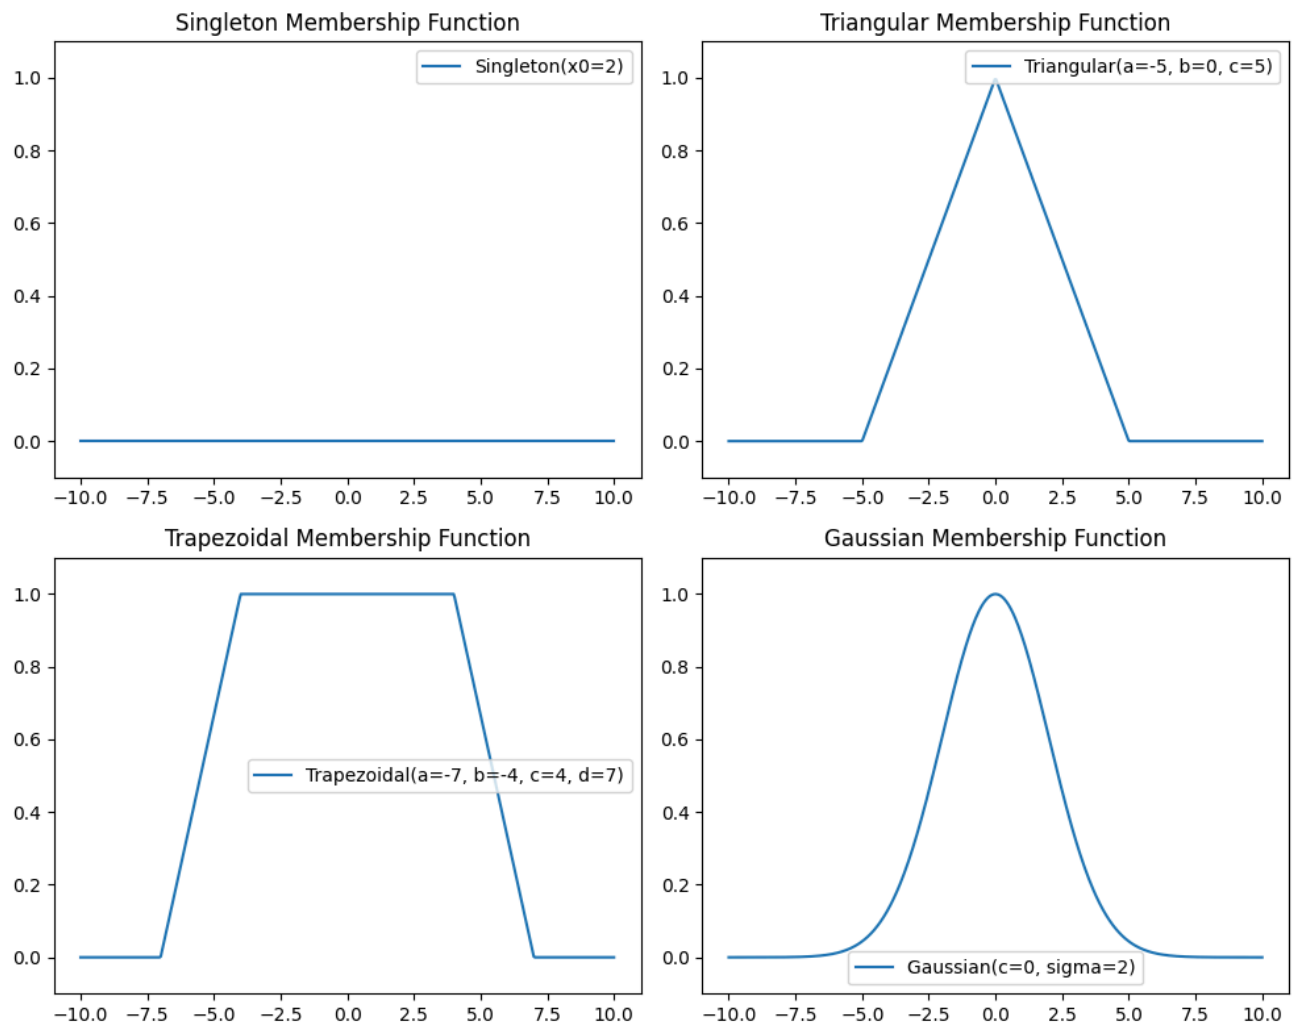 Singleton Membership Function
Singleton(x0=2)
1.0
0.8
0.6
0.4
0.2
0.0
−10.0 −7.5 −5.0 −2.5 0.0 2.5 5.0 7.5 10.0
Triangular Membership Function
Triangular(a=-5, b=0, c=5)
1.0
0.8
0.6
0.4
0.2
0.0
−10.0 −7.5 −5.0 −2.5 0.0 2.5 5.0 7.5 10.0
Trapezoidal Membership Function
1.0
0.8
0.6
Trapezoidal(a=-7, b=-4, c=4, d=7)
0.4
0.2
0.0
−10.0 −7.5 −5.0 −2.5 0.0 2.5 5.0 7.5 10.0
Gaussian Membership Function
1.0
0.8
0.6
0.4
0.2
0.0
Gaussian(c=0, sigma=2)
−10.0 −7.5 −5.0 −2.5 0.0 2.5 5.0 7.5 10.0